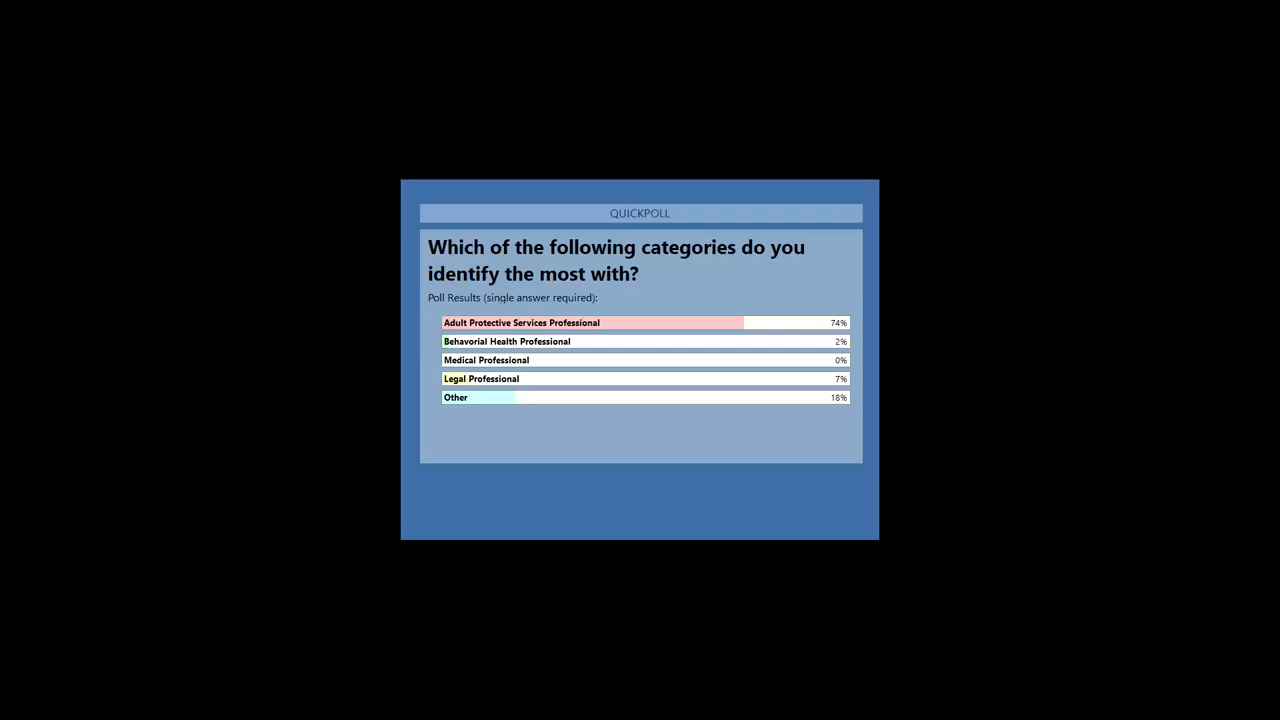 QUICKPOLL
Which of the following categories do you
identify the most with?
Poll Results (single answer required):
Adult Protective Services Professional 74%
Behavorial Health Professional 2%
Medical Professional 0%
Legal Professional 7%
Other 18%